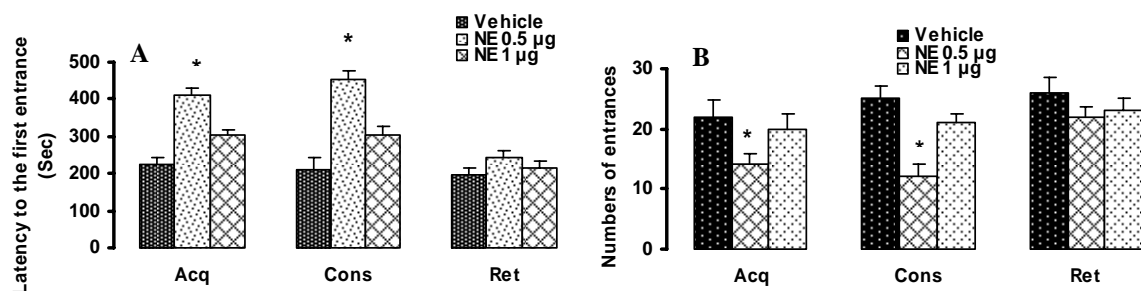 A
Vehicle
NE 0.5 µg
NE 1 µg
Latency to the first entrance
(Sec)
500
400
300
200
100
0
*
*
Acq
Cons
Ret
B
Vehicle
NE 0.5 µg
NE 1 µg
Numbers of entrances
30
20
10
0
*
*
Acq
Cons
Ret